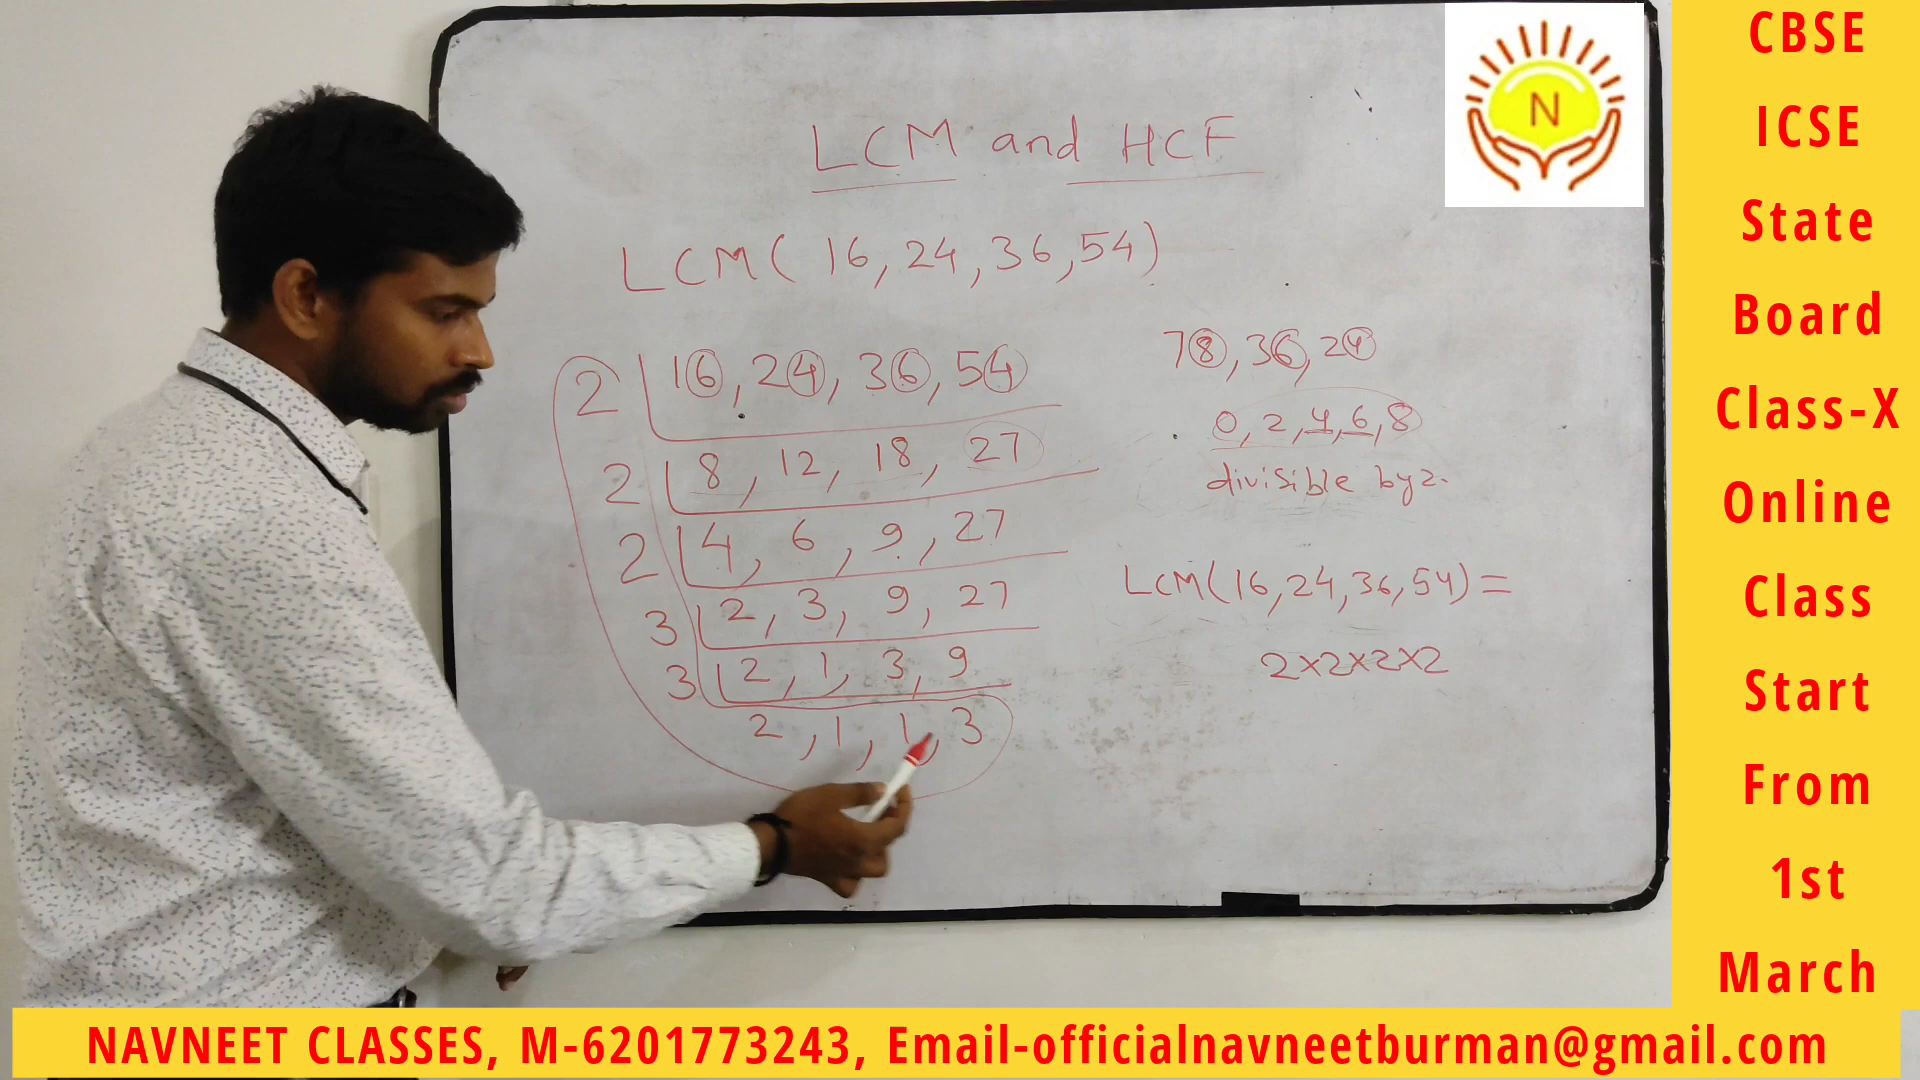 LCM and HCF
LCM( 16, 24, 36, 54)
2 16, 24, 36, 54
2 8, 12, 18, 27
2 4, 6, 9, 27
3 2, 3, 9, 27
3 2, 1, 3, 9
2, 1, 1, 3
78, 36, 24
0, 2, 4, 6, 8
divisible by 2.
LCM(16, 24, 36, 54) =
2×2×2×2
N
CBSE
ICSE
State
Board
Class-X
Online
Class
Start
From
1st
March
NAVNEET CLASSES, M-6201773243, Email-officialnavneetburman@gmail.com